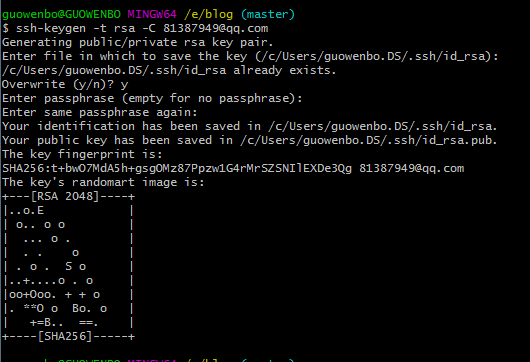 guowenbo@GUOWENBO MINGW64 /e/blog (master)
$ ssh-keygen -t rsa -C 81387949@qq.com
Generating public/private rsa key pair.
Enter file in which to save the key (/c/Users/guowenbo.DS/.ssh/id_rsa):
/c/Users/guowenbo.DS/.ssh/id_rsa already exists.
Overwrite (y/n)? y
Enter passphrase (empty for no passphrase):
Enter same passphrase again:
Your identification has been saved in /c/Users/guowenbo.DS/.ssh/id_rsa.
Your public key has been saved in /c/Users/guowenbo.DS/.ssh/id_rsa.pub.
The key fingerprint is:
SHA256:t+bwO7MdA5h+gsgOMz87Ppzw1G4rMrSZSNIlEXDe3Qg 81387949@qq.com
The key's randomart image is:
+---[RSA 2048]----+
|..o.E            |
| o.. o o         |
|  ... o .        |
|  . .    o       |
| . o .  S o      |
|..+....o . o     |
|oo+Ooo. + + o    |
|. **O o  Bo. o   |
|   +=B..  ==.    |
+----[SHA256]-----+